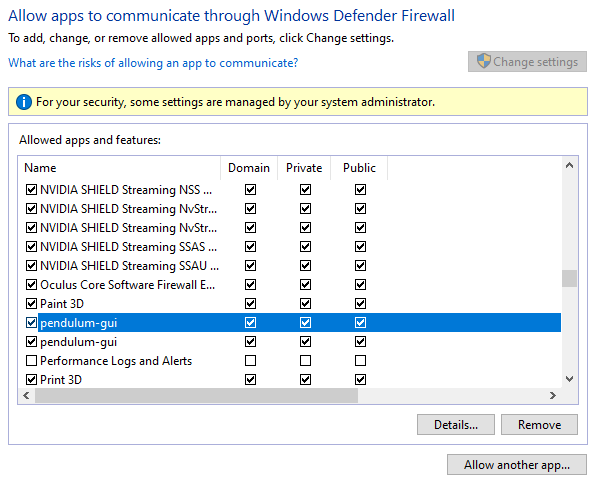 Allow apps to communicate through Windows Defender Firewall
To add, change, or remove allowed apps and ports, click Change settings.
What are the risks of allowing an app to communicate?
Change settings
For your security, some settings are managed by your system administrator.
Allowed apps and features:
Name Domain Private Public
NVIDIA SHIELD Streaming NSS ...
NVIDIA SHIELD Streaming NvStr...
NVIDIA SHIELD Streaming NvStr...
NVIDIA SHIELD Streaming SSAS ...
NVIDIA SHIELD Streaming SSAU ...
Oculus Core Software Firewall E...
Paint 3D
pendulum-gui
pendulum-gui
Performance Logs and Alerts
Print 3D
Details... Remove
Allow another app...